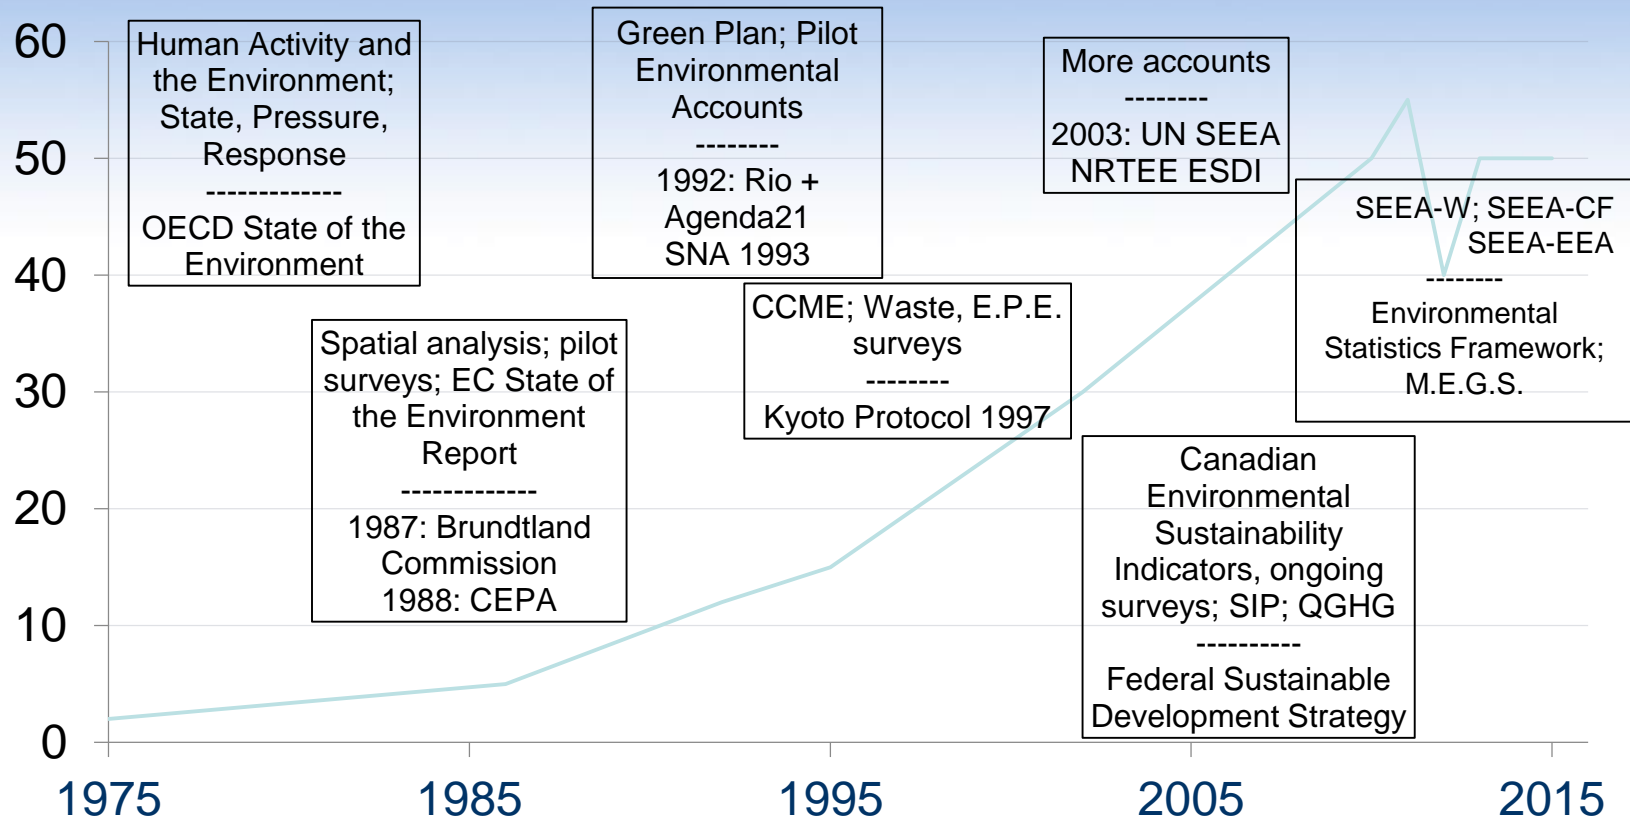 60
50
40
30
20
10
0
Human Activity and
the Environment;
State, Pressure,
Response
-------------
OECD State of the
Environment
Spatial analysis; pilot
surveys; EC State of
the Environment
Report
-------------
1987: Brundtland
Commission
1988: CEPA
Green Plan; Pilot
Environmental
Accounts
--------
1992: Rio +
Agenda21
SNA 1993
CCME; Waste, E.P.E.
surveys
--------
Kyoto Protocol 1997
More accounts
--------
2003: UN SEEA
NRTEE ESDI
Canadian
Environmental
Sustainability
Indicators, ongoing
surveys; SIP; QGHG
----------
Federal Sustainable
Development Strategy
SEEA-W; SEEA-CF
SEEA-EEA
--------
Environmental
Statistics Framework;
M.E.G.S.
1975
1985
1995
2005
2015